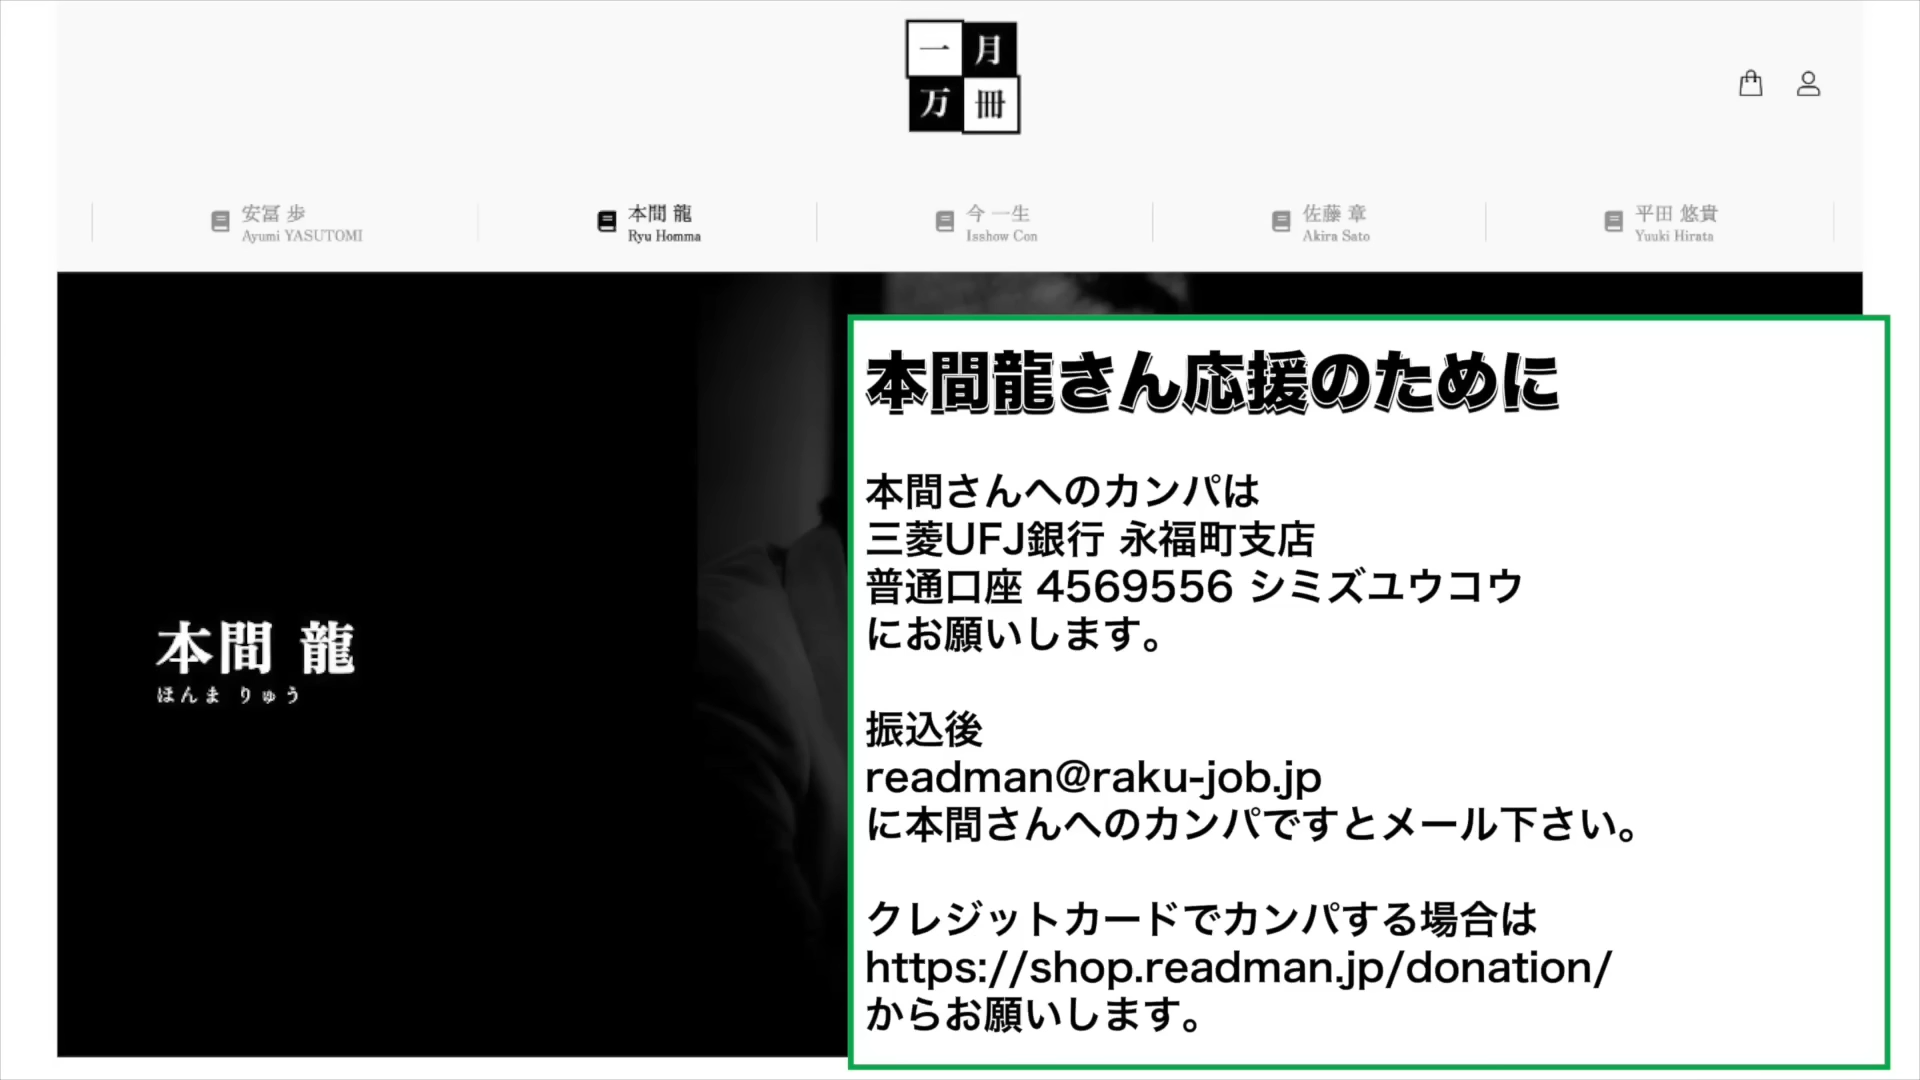 一月
万冊
安冨 歩
Ayumi YASUTOMI
本間 龍
Ryu Homma
今 一生
Isshow Con
佐藤 章
Akira Sato
平田 悠貴
Yuuki Hirata
本間 龍
ほんま りゅう
本間龍さん応援のために
本間さんへのカンパは
三菱UFJ銀行 永福町支店
普通口座 4569556 シミズユウコウ
にお願いします。
振込後
readman@raku-job.jp
に本間さんへのカンパですとメール下さい。
クレジットカードでカンパする場合は
https://shop.readman.jp/donation/
からお願いします。